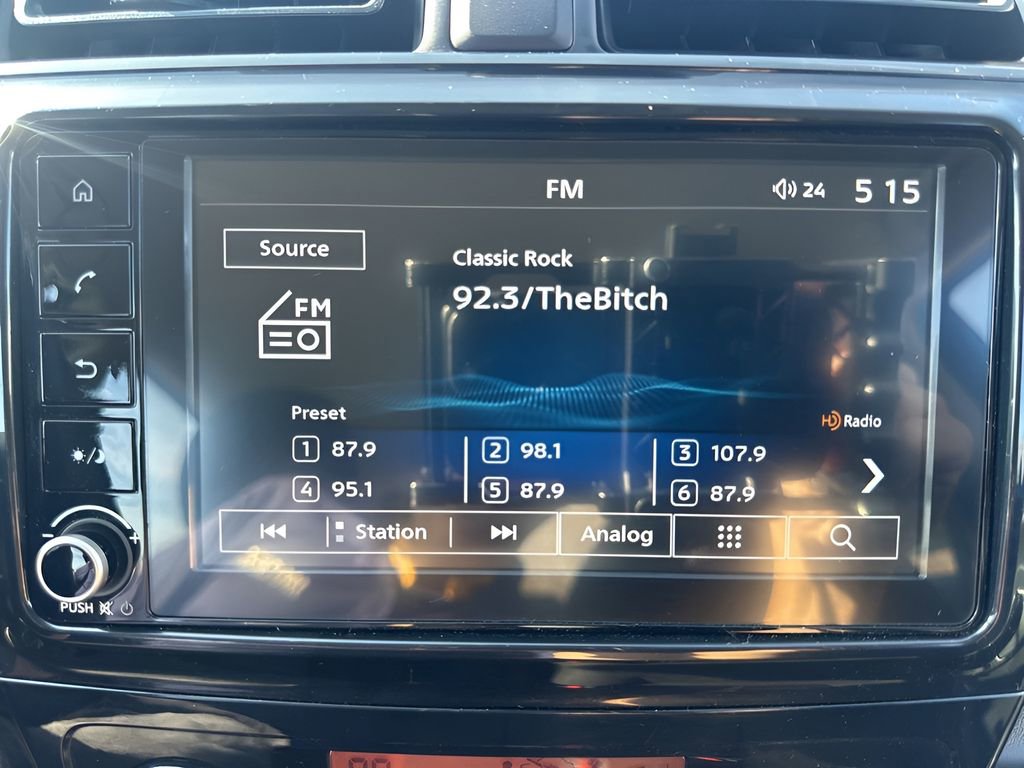 FM 24 5 15
Source
Classic Rock
92.3/TheBitch
FM
Preset
HD Radio
1 87.9 2 98.1 3 107.9
4 95.1 5 87.9 6 87.9
Station Analog
- +
PUSH